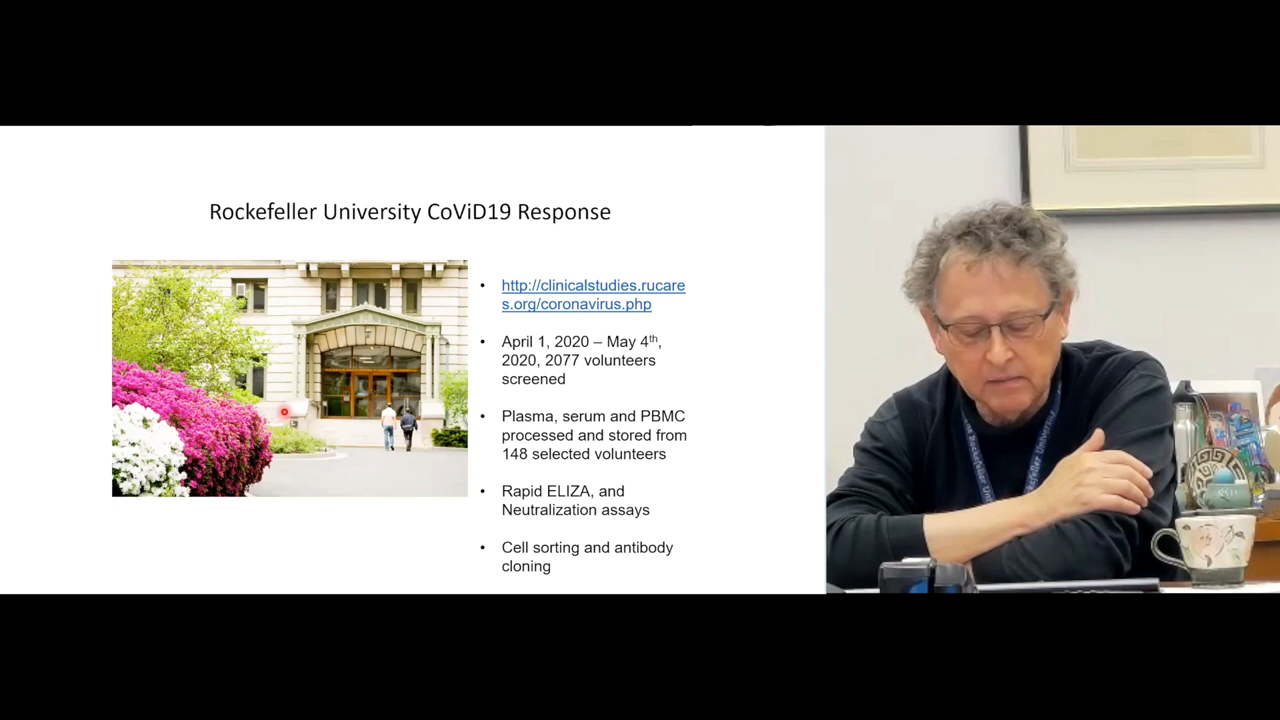 Rockefeller University CoViD19 Response
• http://clinicalstudies.rucare
s.org/coronavirus.php
• April 1, 2020 – May 4th,
2020, 2077 volunteers
screened
• Plasma, serum and PBMC
processed and stored from
148 selected volunteers
• Rapid ELIZA, and
Neutralization assays
• Cell sorting and antibody
cloning
Rockefeller University